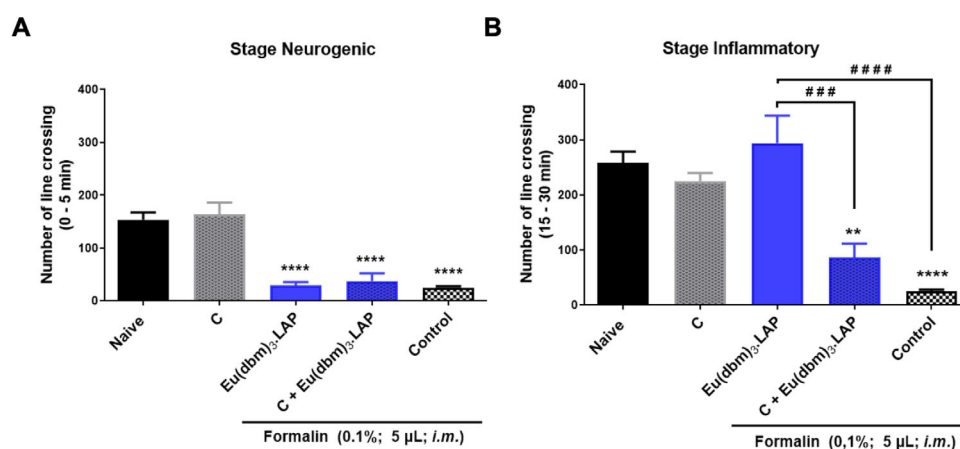 A
Stage Neurogenic
Number of line crossing
(0 - 5 min)
400
300
200
100
0
****
****
****
Naive
C
Eu(dbm)₃.LAP
C + Eu(dbm)₃.LAP
Control
Formalin (0.1%; 5 µL; i.m.)
B
Stage Inflammatory
Number of line crossing
(15 - 30 min)
400
300
200
100
0
####
###
**
****
Naive
C
Eu(dbm)₃.LAP
C + Eu(dbm)₃.LAP
Control
Formalin (0,1%; 5 µL; i.m.)